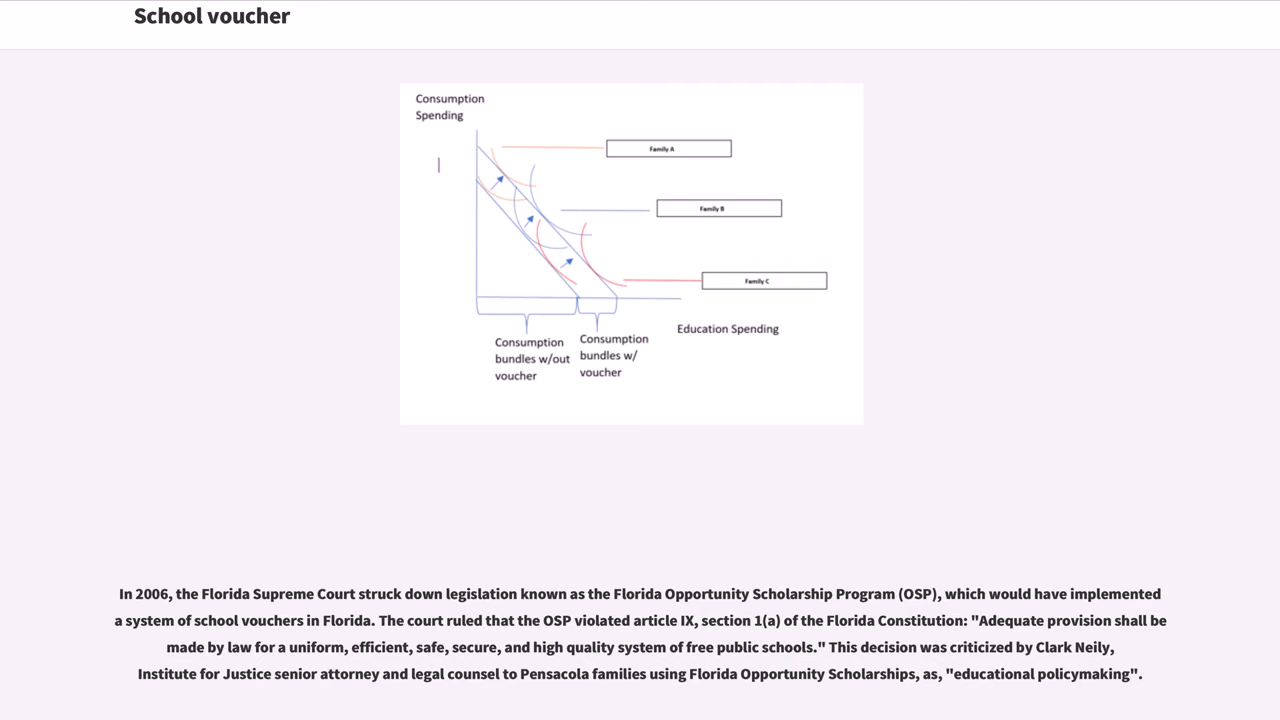 School voucher
Consumption
Spending
Family A
Family B
Family C
Education Spending
Consumption
bundles w/out
voucher
Consumption
bundles w/
voucher
In 2006, the Florida Supreme Court struck down legislation known as the Florida Opportunity Scholarship Program (OSP), which would have implemented
a system of school vouchers in Florida. The court ruled that the OSP violated article IX, section 1(a) of the Florida Constitution: "Adequate provision shall be
made by law for a uniform, efficient, safe, secure, and high quality system of free public schools." This decision was criticized by Clark Neily,
Institute for Justice senior attorney and legal counsel to Pensacola families using Florida Opportunity Scholarships, as, "educational policymaking".